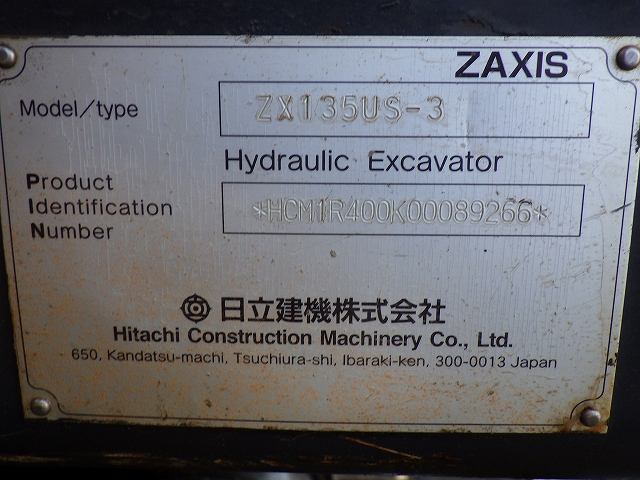 ZAXIS
Model/type
ZX135US-3
Hydraulic Excavator
Product
Identification
Number
*HCM1R400K00089266*
日立建機株式会社
Hitachi Construction Machinery Co., Ltd.
650, Kandatsu-machi, Tsuchiura-shi, Ibaraki-ken, 300-0013 Japan